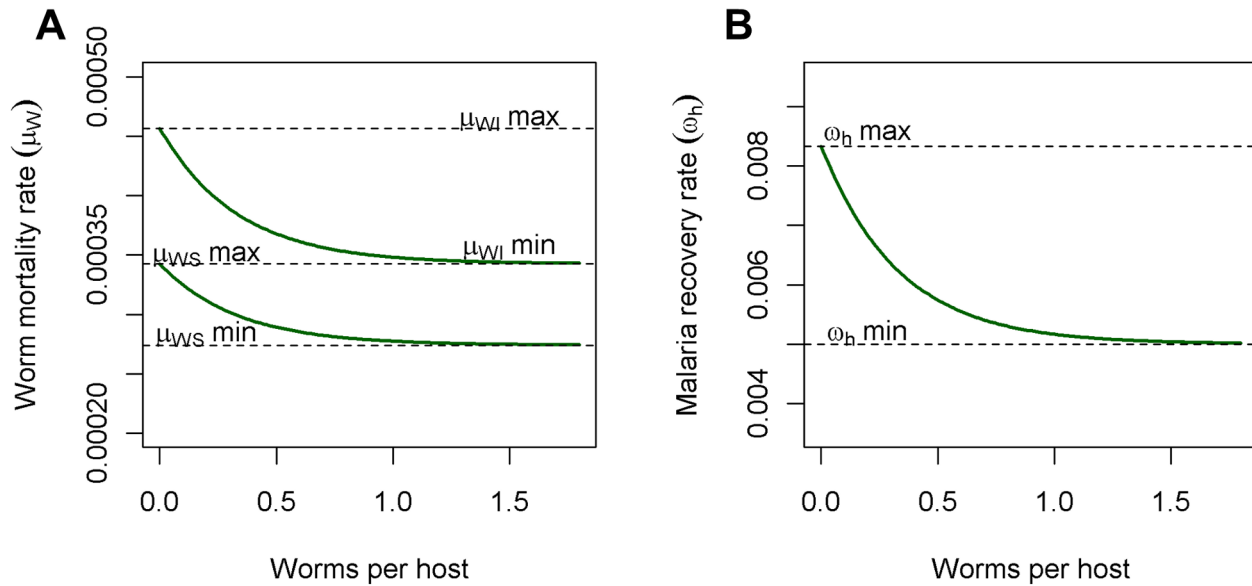 A
Worm mortality rate (μW)
0.00050
0.00035
0.00020
μWI max
μWI min
μWS max
μWS min
0.0 0.5 1.0 1.5
Worms per host
B
Malaria recovery rate (ωh)
0.008
0.006
0.004
ωh max
ωh min
0.0 0.5 1.0 1.5
Worms per host